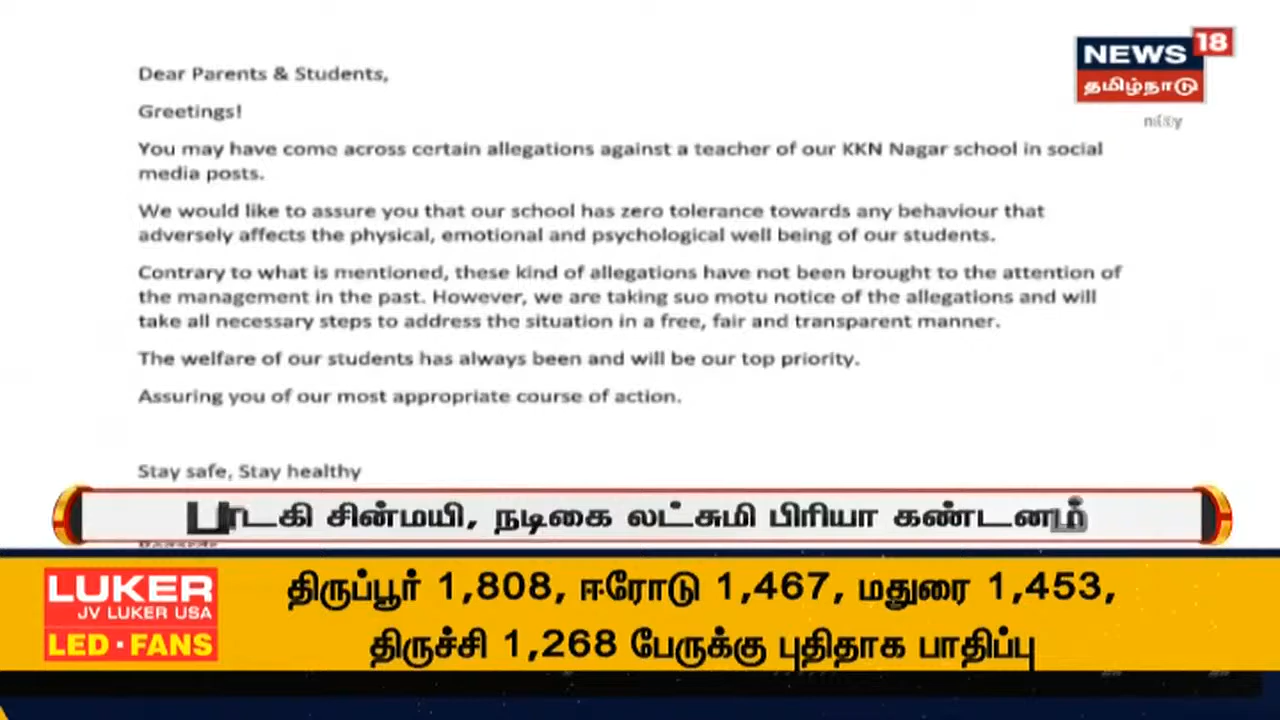 Dear Parents & Students,
Greetings!
You may have come across certain allegations against a teacher of our KKN Nagar school in social
media posts.
We would like to assure you that our school has zero tolerance towards any behaviour that
adversely affects the physical, emotional and psychological well being of our students.
Contrary to what is mentioned, these kind of allegations have not been brought to the attention of
the management in the past. However, we are taking suo motu notice of the allegations and will
take all necessary steps to address the situation in a free, fair and transparent manner.
The welfare of our students has always been and will be our top priority.
Assuring you of our most appropriate course of action.
Stay safe, Stay healthy
NEWS 18
தமிழ்நாடு
பாடகி சின்மயி, நடிகை லட்சுமி பிரியா கண்டனம்
LUKER
JV LUKER USA
LED · FANS
திருப்பூர் 1,808, ஈரோடு 1,467, மதுரை 1,453,
திருச்சி 1,268 பேருக்கு புதிதாக பாதிப்பு